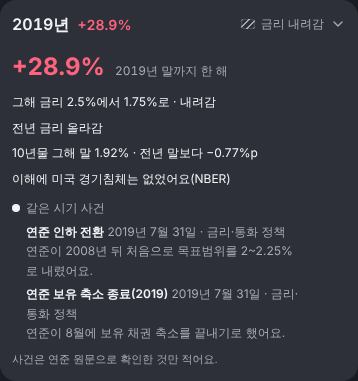 2019년 +28.9% 금리 내려감
+28.9% 2019년 말까지 한 해
그해 금리 2.5%에서 1.75%로 · 내려감
전년 금리 올라감
10년물 그해 말 1.92% · 전년 말보다 −0.77%p
이해에 미국 경기침체는 없었어요(NBER)
같은 시기 사건
연준 인하 전환 2019년 7월 31일 · 금리·통화 정책
연준이 2008년 뒤 처음으로 목표범위를 2~2.25%
로 내렸어요.
연준 보유 축소 종료(2019) 2019년 7월 31일 · 금리·
통화 정책
연준이 8월에 보유 채권 축소를 끝내기로 했어요.
사건은 연준 원문으로 확인한 것만 적어요.